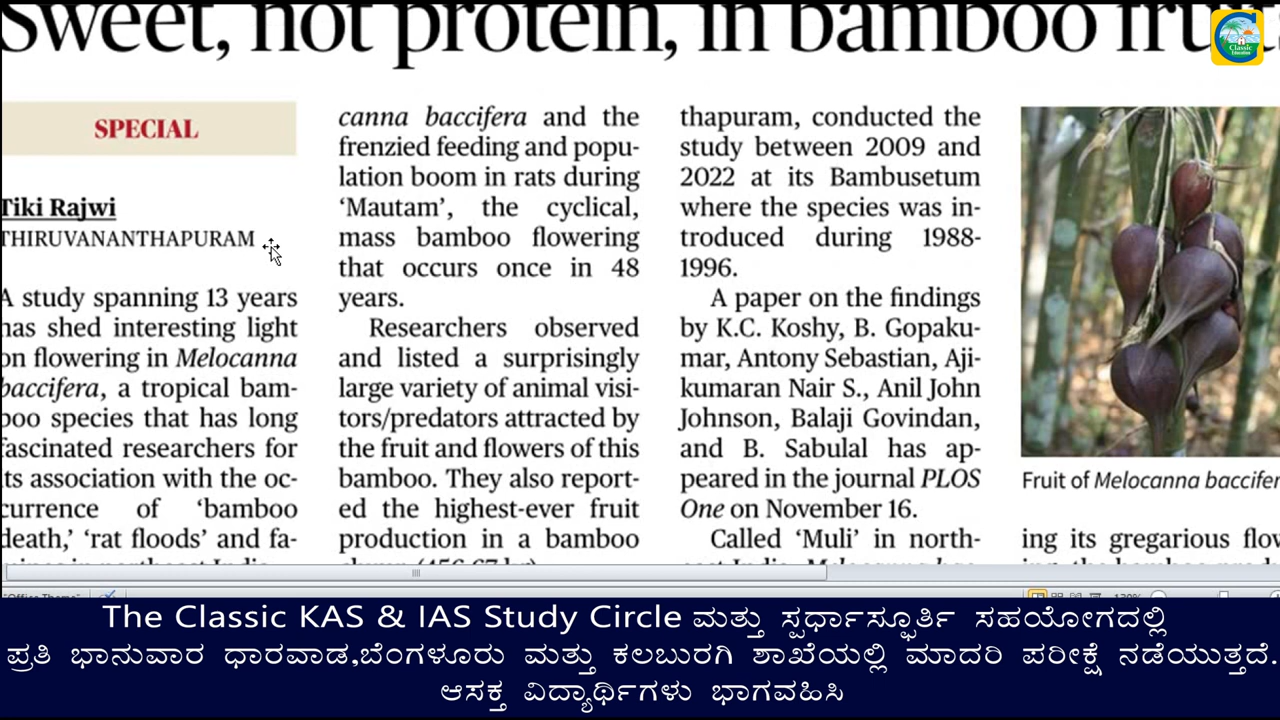 Sweet, not protein, in bamboo fruit
Classic
Education
SPECIAL
Tiki Rajwi
THIRUVANANTHAPURAM
A study spanning 13 years
has shed interesting light
on flowering in Melocanna
baccifera, a tropical bam-
boo species that has long
fascinated researchers for
its association with the oc-
currence of ‘bamboo
death,’ ‘rat floods’ and fa-
canna baccifera and the
frenzied feeding and popu-
lation boom in rats during
‘Mautam’, the cyclical,
mass bamboo flowering
that occurs once in 48
years.
Researchers observed
and listed a surprisingly
large variety of animal visi-
tors/predators attracted by
the fruit and flowers of this
bamboo. They also report-
ed the highest-ever fruit
production in a bamboo
thapuram, conducted the
study between 2009 and
2022 at its Bambusetum
where the species was in-
troduced during 1988-
1996.
A paper on the findings
by K.C. Koshy, B. Gopaku-
mar, Antony Sebastian, Aji-
kumaran Nair S., Anil John
Johnson, Balaji Govindan,
and B. Sabulal has ap-
peared in the journal PLOS
One on November 16.
Called ‘Muli’ in north-
Fruit of Melocanna baccifer
ing its gregarious flow
The Classic KAS & IAS Study Circle ಮತ್ತು ಸ್ಪರ್ಧಾಸ್ಫೂರ್ತಿ ಸಹಯೋಗದಲ್ಲಿ
ಪ್ರತಿ ಭಾನುವಾರ ಧಾರವಾಡ,ಬೆಂಗಳೂರು ಮತ್ತು ಕಲಬುರಗಿ ಶಾಖೆಯಲ್ಲಿ ಮಾದರಿ ಪರೀಕ್ಷೆ ನಡೆಯುತ್ತದೆ.
ಆಸಕ್ತ ವಿದ್ಯಾರ್ಥಿಗಳು ಭಾಗವಹಿಸಿ